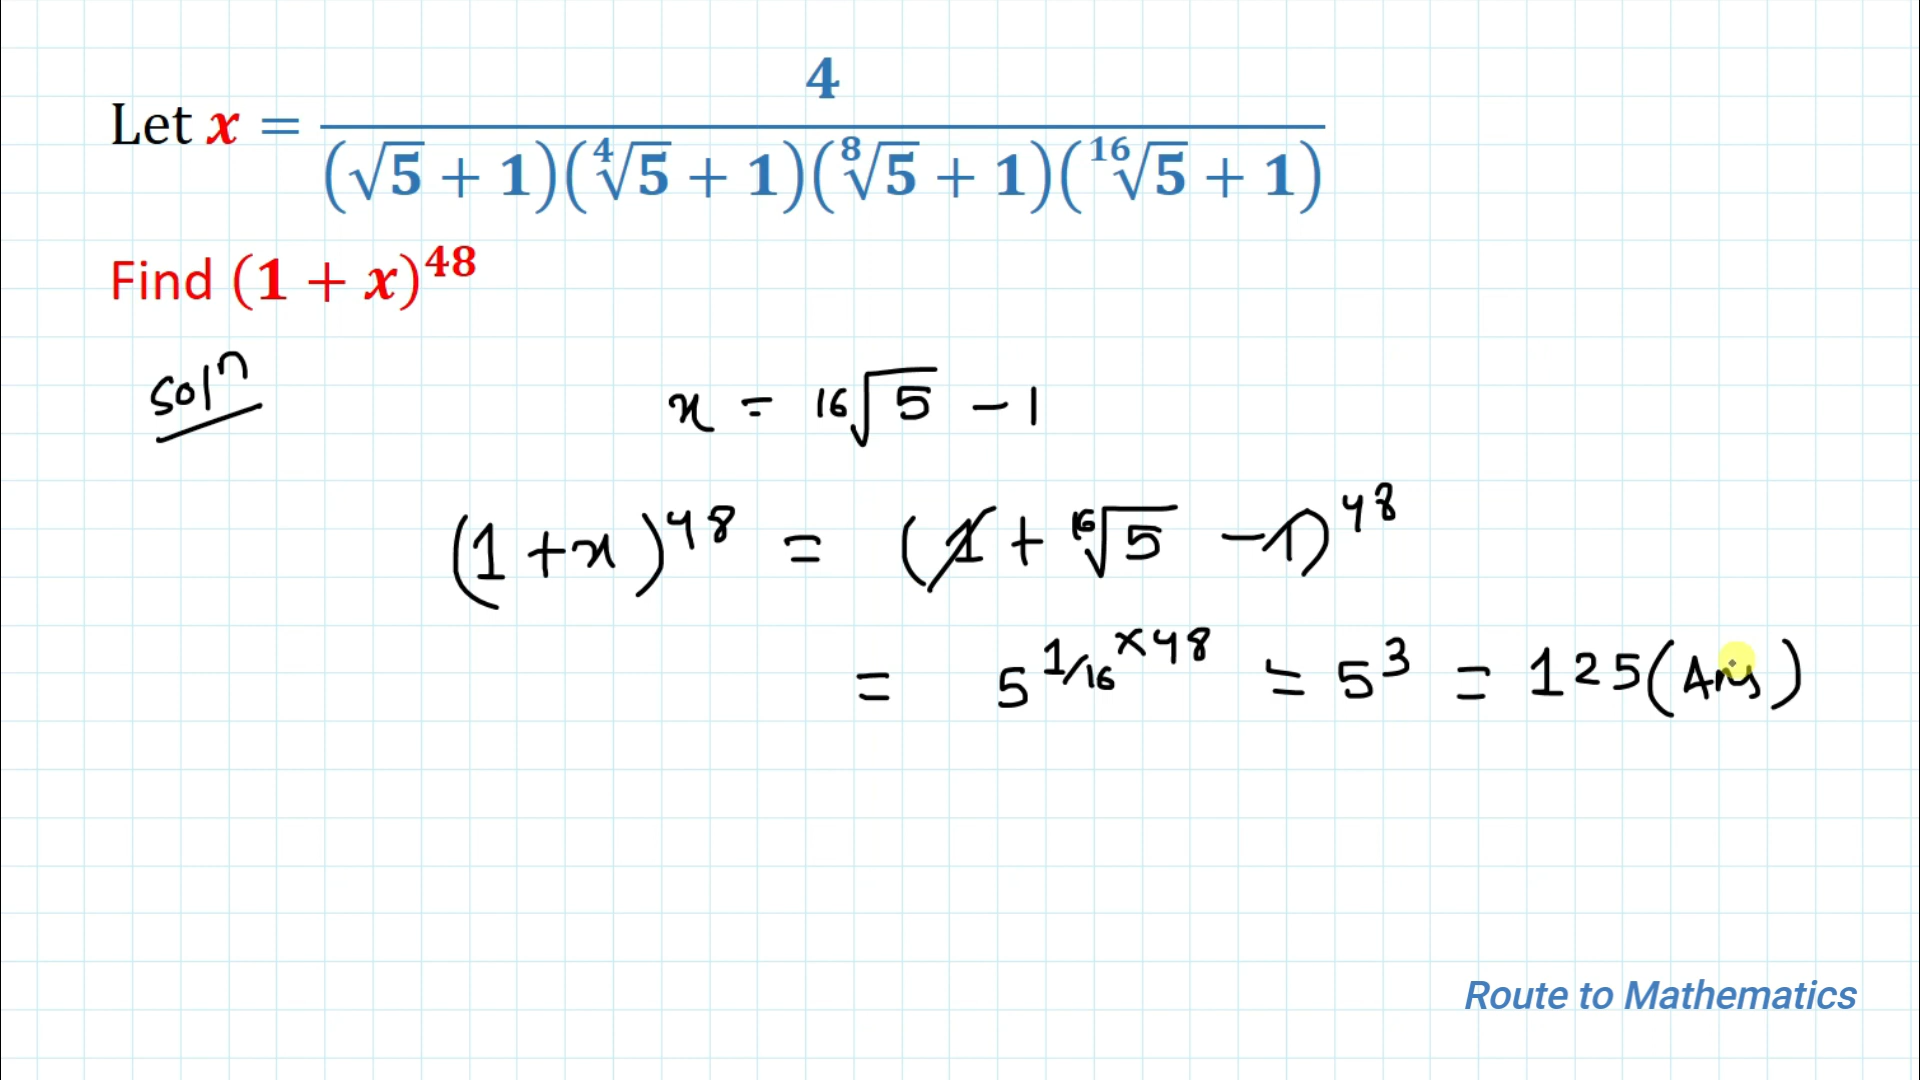 Let x = 4 / (√5 + 1)(⁴√5 + 1)(⁸√5 + 1)(¹⁶√5 + 1)
Find (1 + x)⁴⁸
Solⁿ
x = ¹⁶√5 − 1
(1 + x)⁴⁸ = (1 + ¹⁶√5 − 1)⁴⁸
= 5^(1/16 × 48) = 5³ = 125 (Ans)
Route to Mathematics